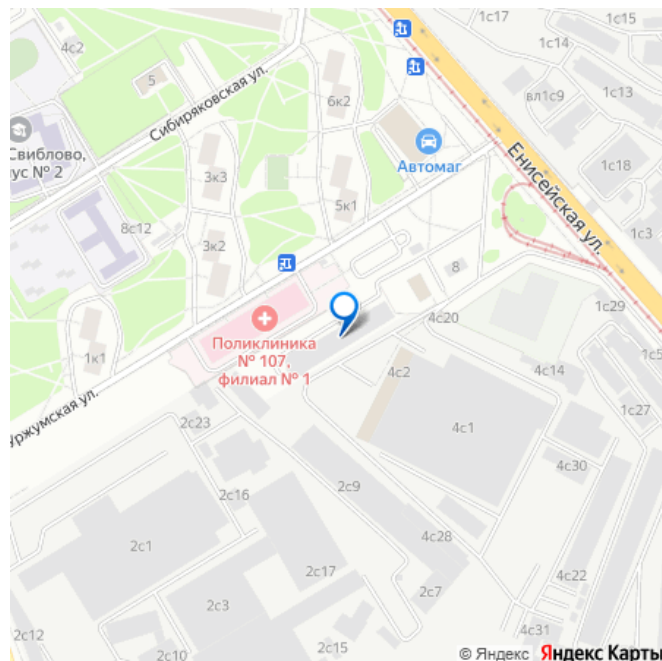 4с2
1с17
1с15
1с14
5
Сибиряковская ул.
6к2
вл1с9
1с13
Свиблово,
ус № 2
Автомаг
Енисейская ул.
1с18
3к3
5к1
8с12
3к2
1с3
8
Поликлиника
№ 107,
филиал № 1
4с20
1с29
1к1
1с5
4с2
4с14
уржумская ул.
2с23
4с1
1с27
2с16
2с9
4с30
2с1
4с28
2с17
4с22
2с3
2с7
2с12
2с10
2с15
4с31
© Яндекс Яндекс Карты